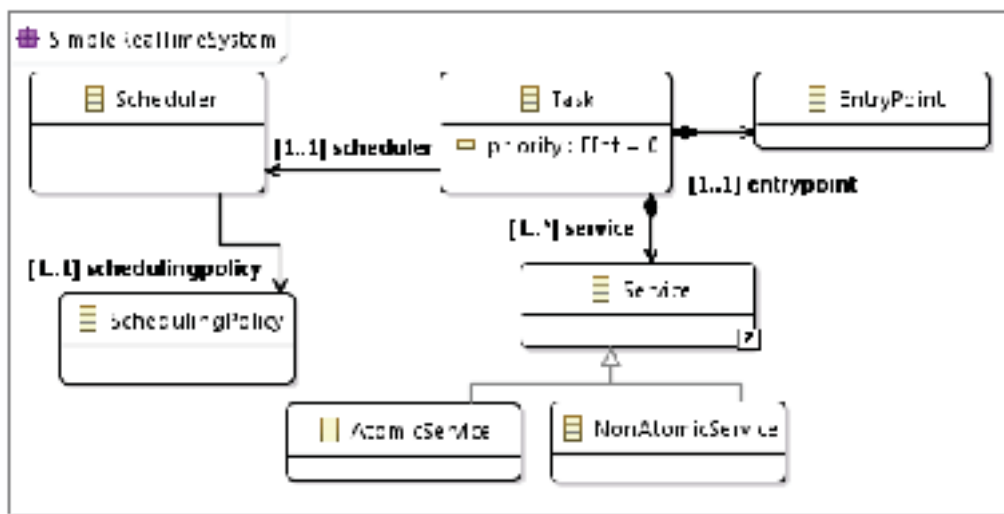 SimpleRealTimeSystem
Scheduler
Task
EntryPoint
[1..1] scheduler
priority : EInt = 0
[1..1] entrypoint
[1..*] service
[1..1] schedulingpolicy
Service
SchedulingPolicy
AtomicService
NonAtomicService